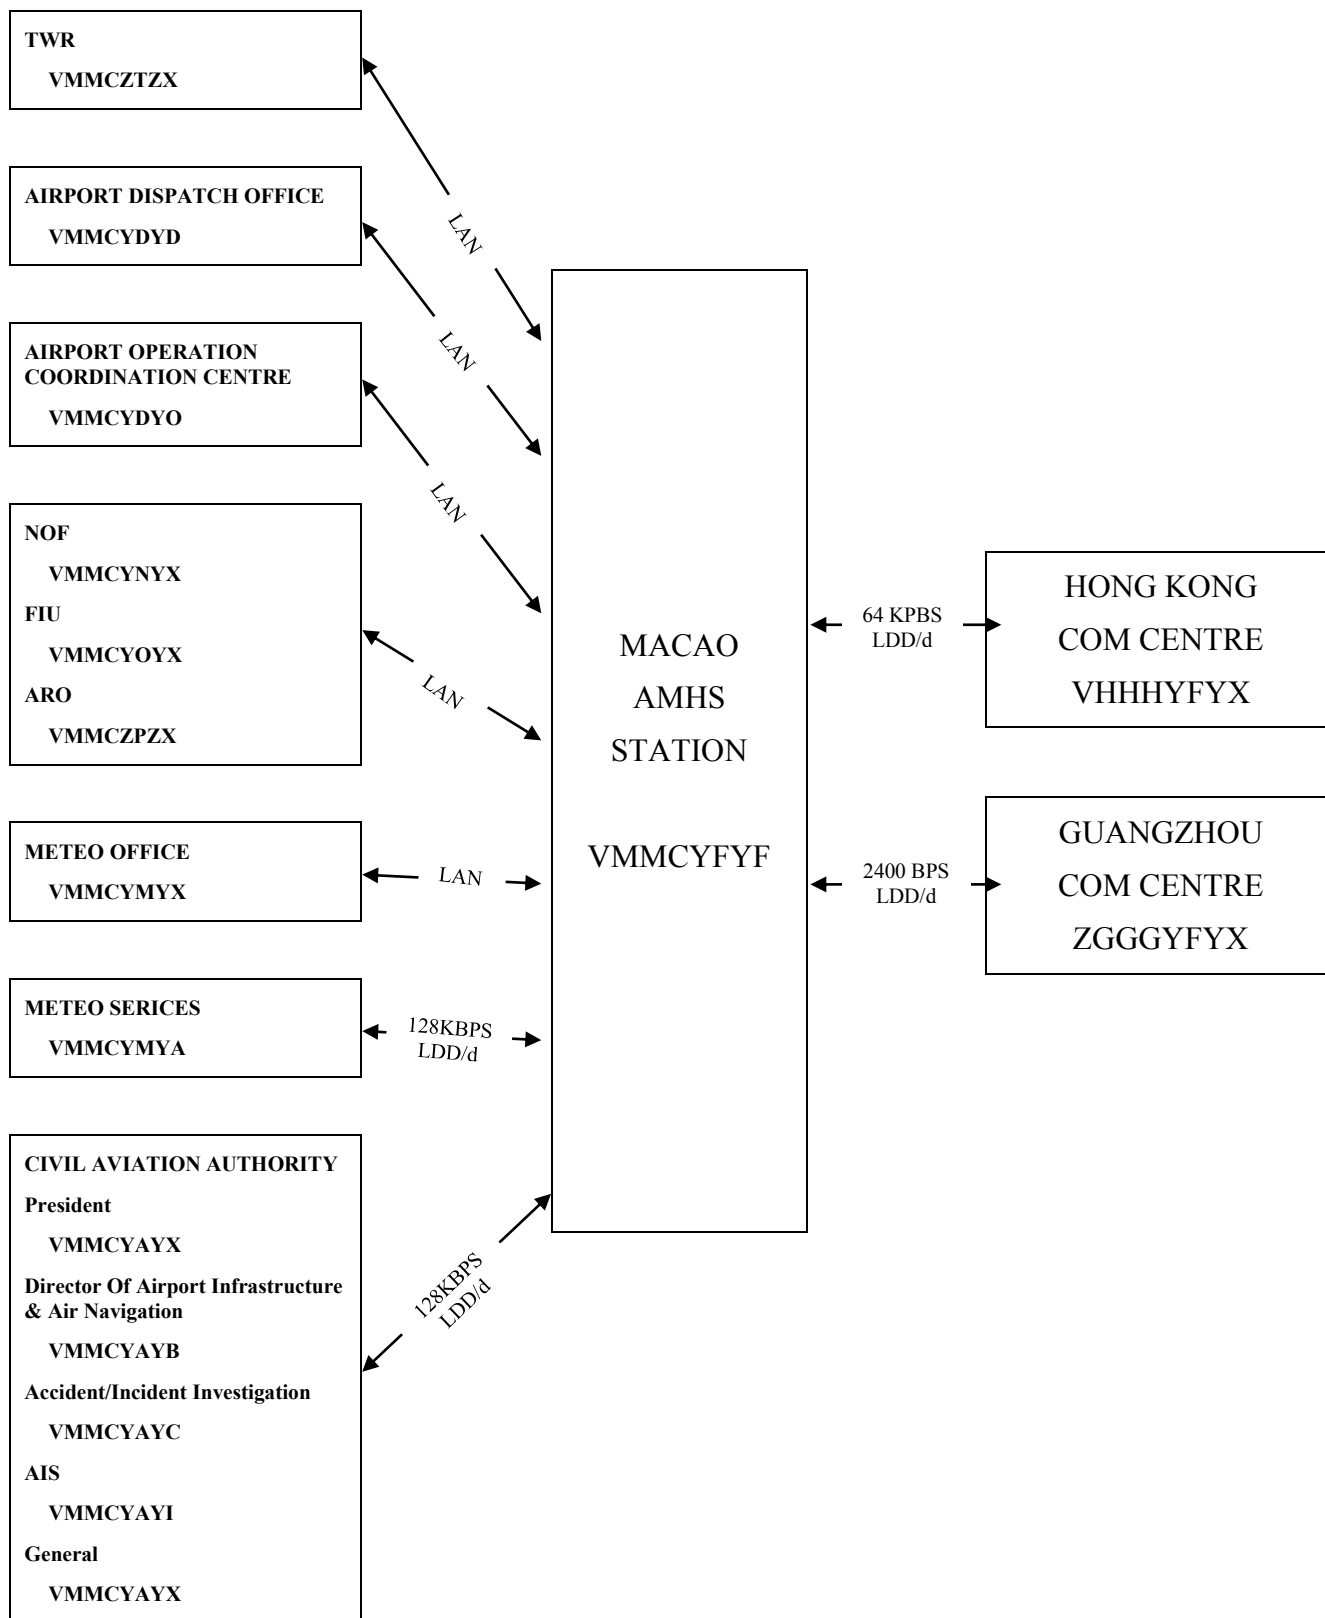 TWR
VMMCZTZX
AIRPORT DISPATCH OFFICE
VMMCYDYD
AIRPORT OPERATION
COORDINATION CENTRE
VMMCYDYO
NOF
VMMCYNYX
FIU
VMMCYOYX
ARO
VMMCZPZX
METEO OFFICE
VMMCYMYX
METEO SERICES
VMMCYMYA
CIVIL AVIATION AUTHORITY
President
VMMCYAYX
Director Of Airport Infrastructure
& Air Navigation
VMMCYAYB
Accident/Incident Investigation
VMMCYAYC
AIS
VMMCYAYI
General
VMMCYAYX
LAN
LAN
LAN
LAN
LAN
128KBPS
LDD/d
128KBPS
LDD/d
MACAO
AMHS
STATION
VMMCYFYF
64 KPBS
LDD/d
2400 BPS
LDD/d
HONG KONG
COM CENTRE
VHHHYFYX
GUANGZHOU
COM CENTRE
ZGGGYFYX